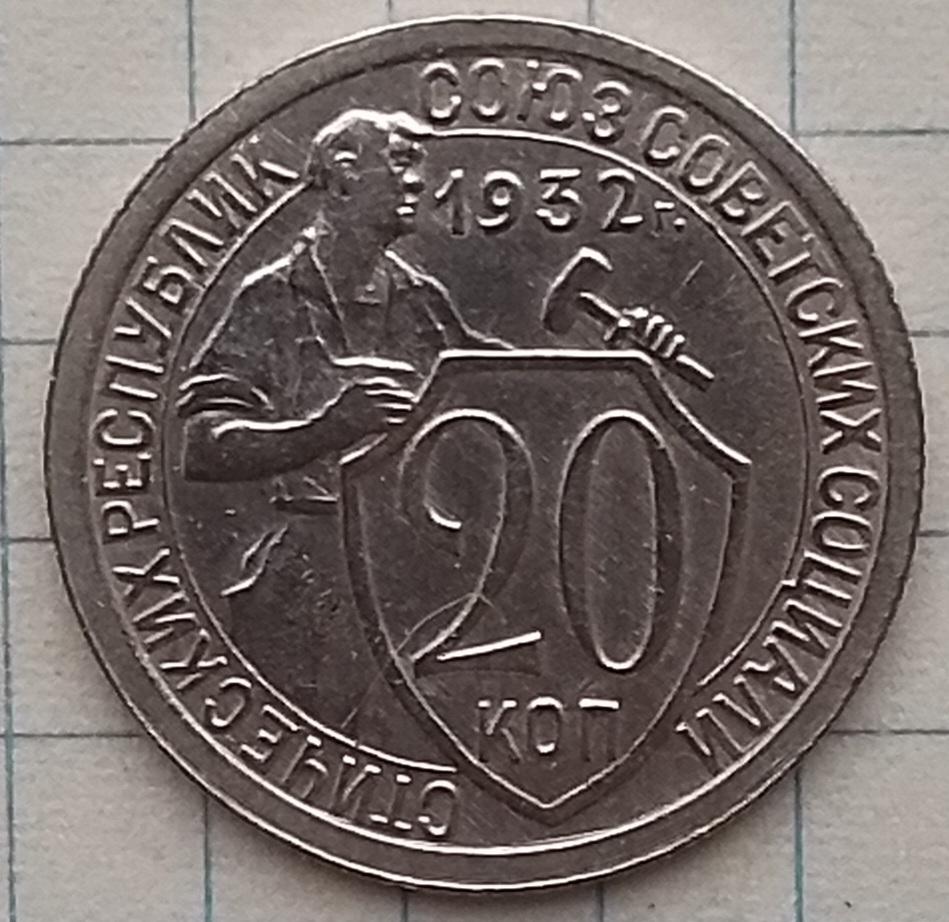 СОЮЗ СОВЕТСКИХ СОЦИАЛИСТИЧЕСКИХ РЕСПУБЛИК
1932г.
20
КОП